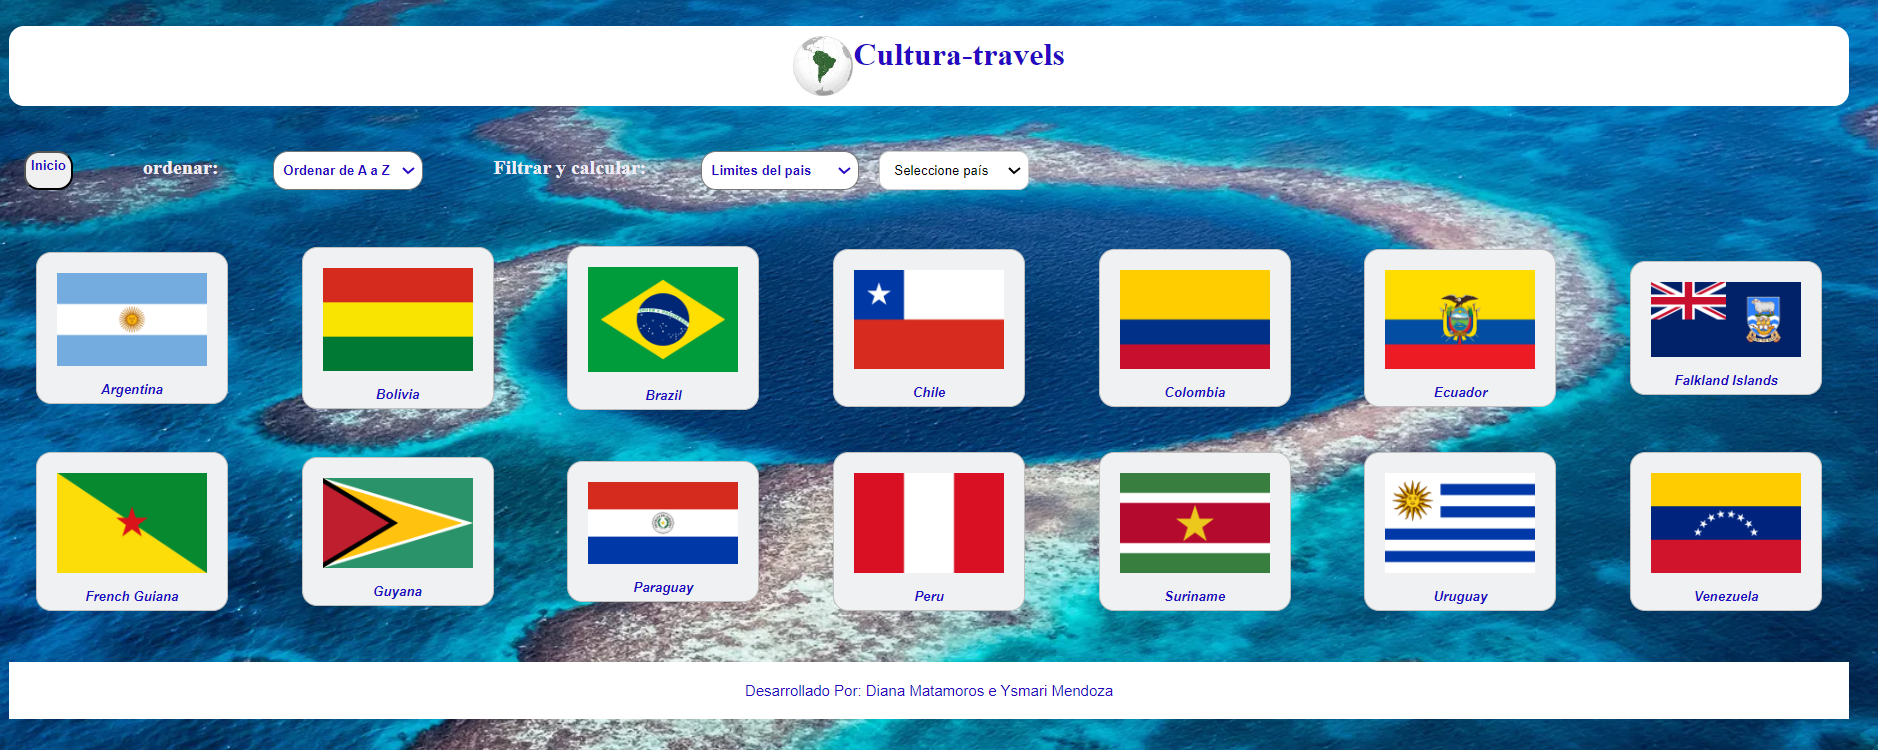 Cultura-travels
Inicio
ordenar:
Ordenar de A a Z
Filtrar y calcular:
Limites del pais
Seleccione país
Argentina
Bolivia
Brazil
Chile
Colombia
Ecuador
Falkland Islands
French Guiana
Guyana
Paraguay
Peru
Suriname
Uruguay
Venezuela
Desarrollado Por: Diana Matamoros e Ysmari Mendoza